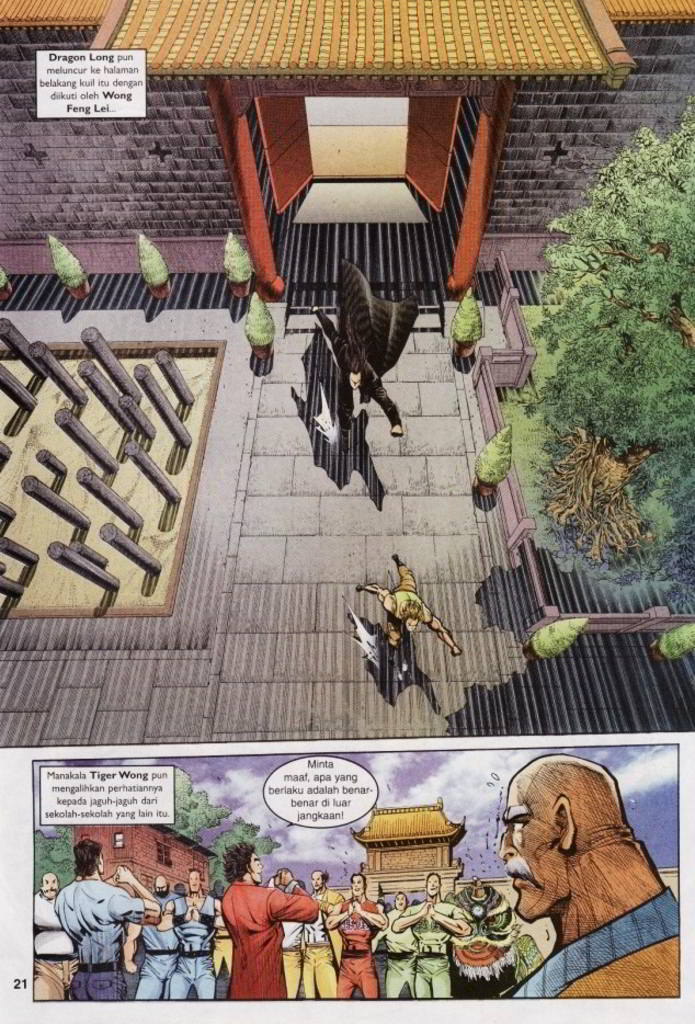 Dragon Long pun
meluncur ke halaman
belakang kuil itu dengan
diikuti oleh Wong
Feng Lei...
Manakala Tiger Wong pun
mengalihkan perhatiannya
kepada jaguh-jaguh dari
sekolah-sekolah yang lain itu.
Minta
maaf, apa yang
berlaku adalah benar-
benar di luar
jangkaan!
21